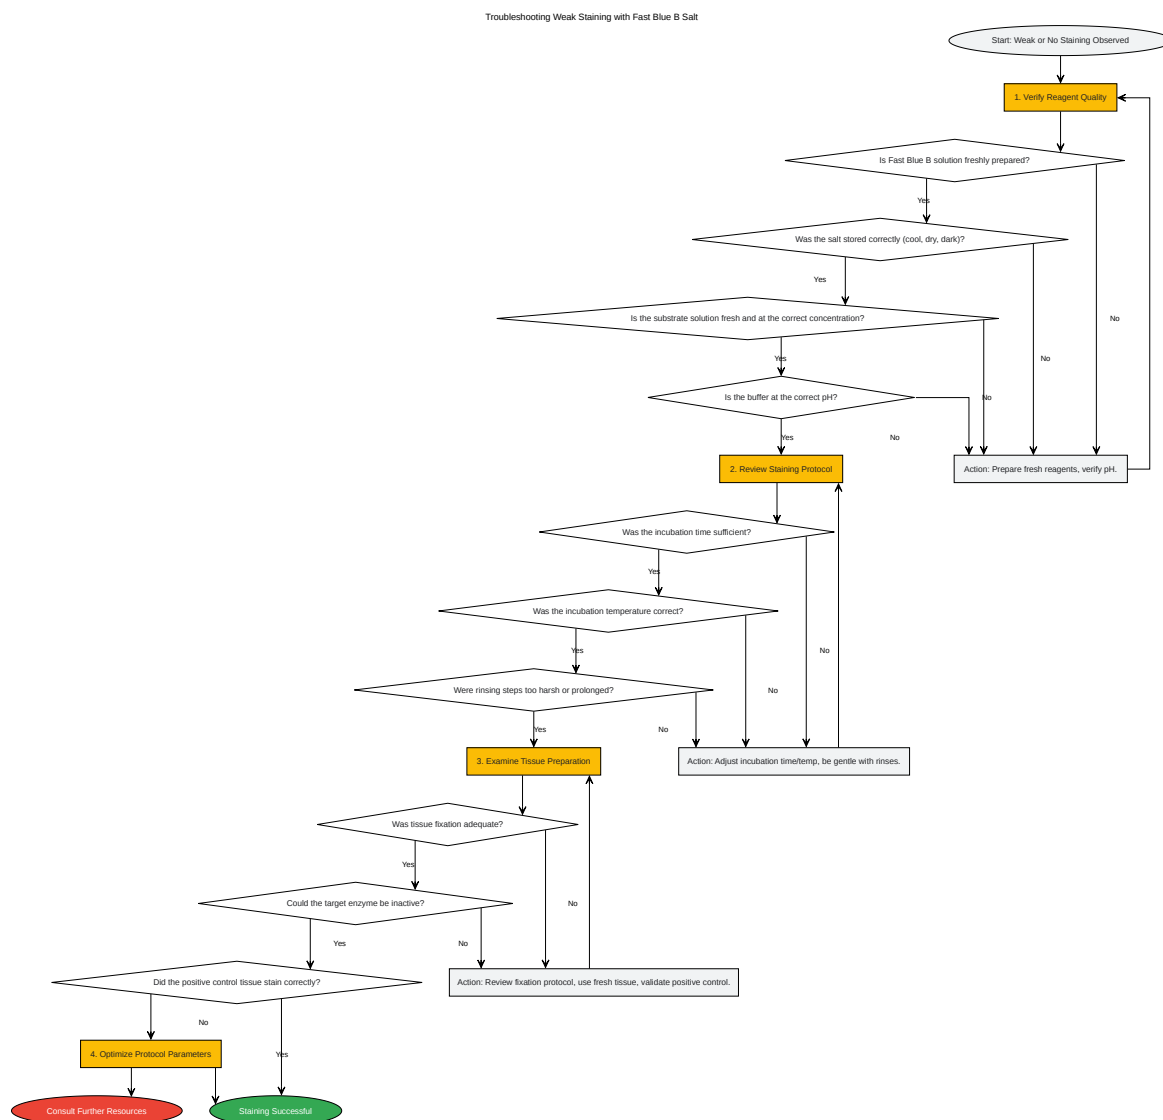 Troubleshooting Weak Staining with Fast Blue B Salt
Start: Weak or No Staining Observed
1. Verify Reagent Quality
Is Fast Blue B solution freshly prepared?
Yes
Was the salt stored correctly (cool, dry, dark)?
Yes
Is the substrate solution fresh and at the correct concentration?
No
Yes
No
Is the buffer at the correct pH?
No
Yes
No
2. Review Staining Protocol
Action: Prepare fresh reagents, verify pH.
Was the incubation time sufficient?
Yes
Was the incubation temperature correct?
Yes
No
Were rinsing steps too harsh or prolonged?
No
Yes
No
3. Examine Tissue Preparation
Action: Adjust incubation time/temp, be gentle with rinses.
Was tissue fixation adequate?
Yes
Could the target enzyme be inactive?
No
Yes
No
Did the positive control tissue stain correctly?
Action: Review fixation protocol, use fresh tissue, validate positive control.
No
4. Optimize Protocol Parameters
Yes
Consult Further Resources
Staining Successful